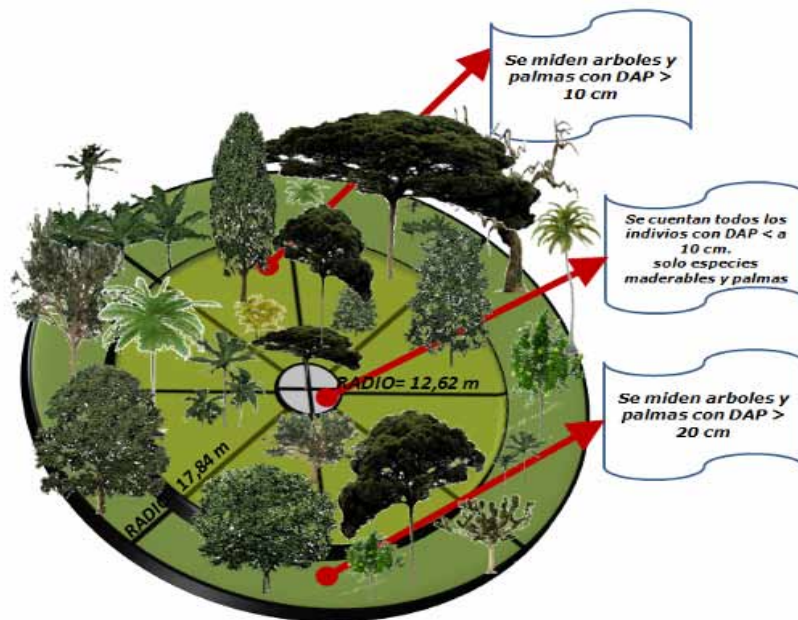 Se miden arboles y
palmas con DAP >
10 cm
Se cuentan todos los
indivios con DAP < a
10 cm.
solo especies
maderables y palmas
RADIO= 12,62 m
Se miden arboles y
palmas con DAP >
20 cm
RADIO= 17,84 m